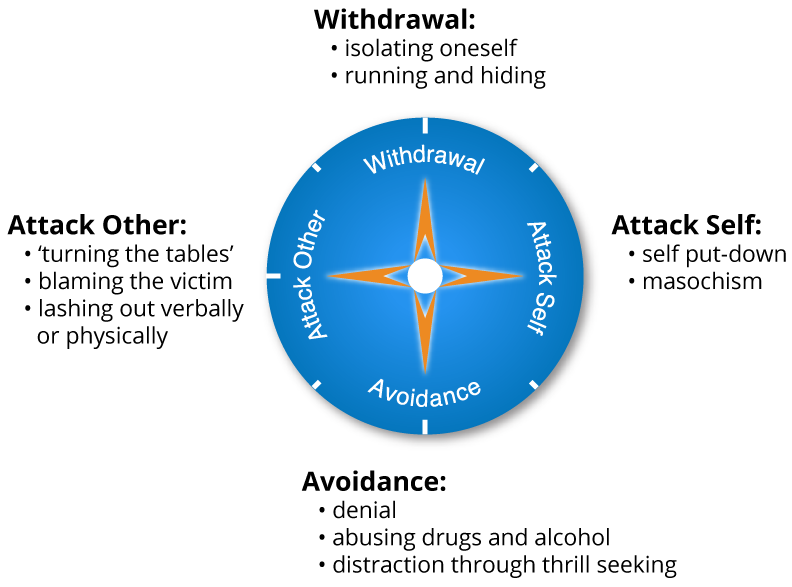 Withdrawal:
• isolating oneself
• running and hiding
Attack Other:
• ‘turning the tables’
• blaming the victim
• lashing out verbally
or physically
Withdrawal
Attack Other
Attack Self
Avoidance
Attack Self:
• self put-down
• masochism
Avoidance:
• denial
• abusing drugs and alcohol
• distraction through thrill seeking